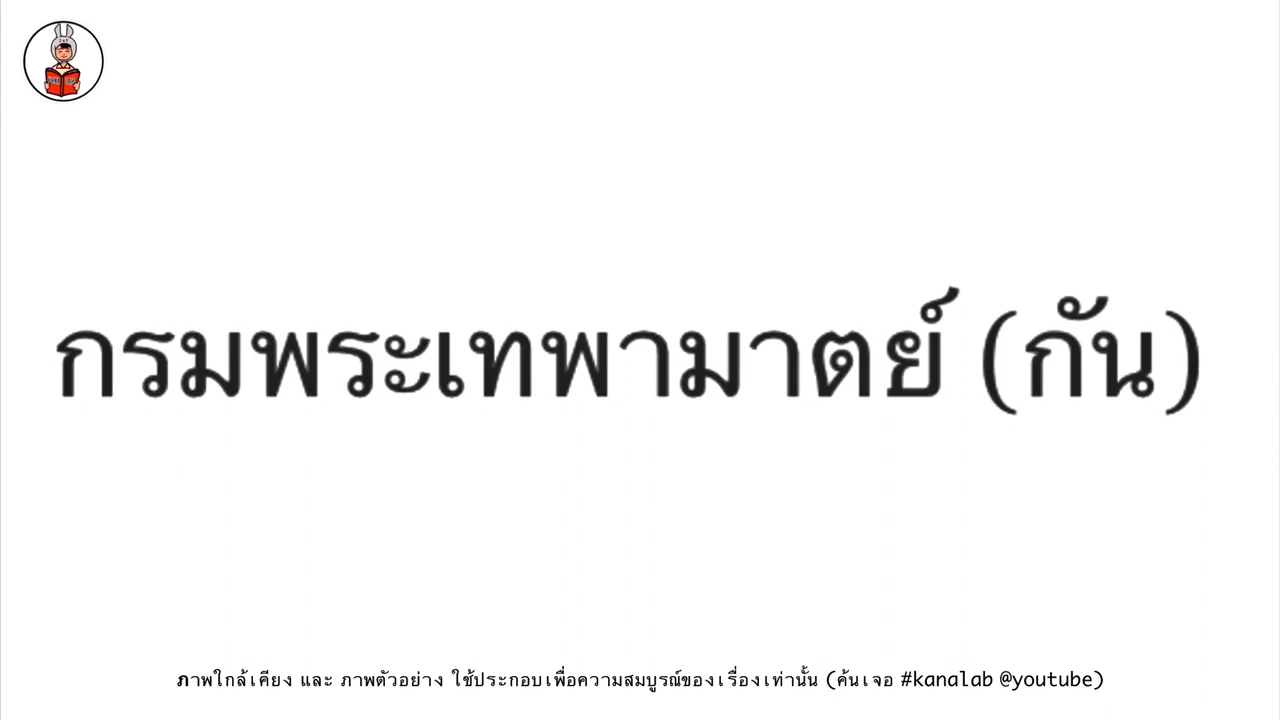 กรมพระเทพามาตย์ (กัน)
ภาพใกล้เคียง และ ภาพตัวอย่าง ใช้ประกอบเพื่อความสมบูรณ์ของเรื่องเท่านั้น (ค้นเจอ #kanalab @youtube)